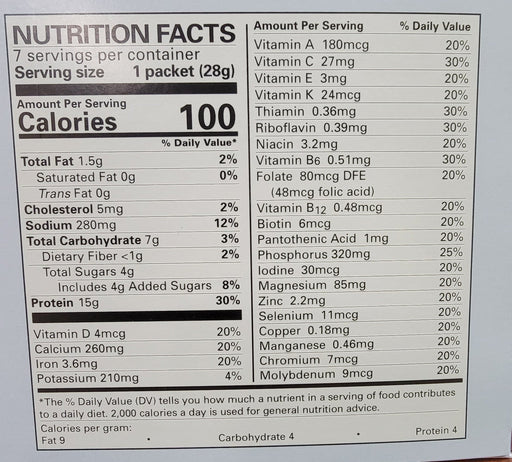 NUTRITION FACTS
7 servings per container
Serving size 1 packet (28g)
Amount Per Serving
Calories 100
% Daily Value*
Total Fat 1.5g 2%
Saturated Fat 0g 0%
Trans Fat 0g
Cholesterol 5mg 2%
Sodium 280mg 12%
Total Carbohydrate 7g 3%
Dietary Fiber <1g 2%
Total Sugars 4g
Includes 4g Added Sugars 8%
Protein 15g 30%
Vitamin D 4mcg 20%
Calcium 260mg 20%
Iron 3.6mg 20%
Potassium 210mg 4%
Amount Per Serving % Daily Value
Vitamin A 180mcg 20%
Vitamin C 27mg 30%
Vitamin E 3mg 20%
Vitamin K 24mcg 20%
Thiamin 0.36mg 30%
Riboflavin 0.39mg 30%
Niacin 3.2mg 20%
Vitamin B6 0.51mg 30%
Folate 80mcg DFE 20%
(48mcg folic acid)
Vitamin B12 0.48mcg 20%
Biotin 6mcg 20%
Pantothenic Acid 1mg 20%
Phosphorus 320mg 25%
Iodine 30mcg 20%
Magnesium 85mg 20%
Zinc 2.2mg 20%
Selenium 11mcg 20%
Copper 0.18mg 20%
Manganese 0.46mg 20%
Chromium 7mcg 20%
Molybdenum 9mcg 20%
*The % Daily Value (DV) tells you how much a nutrient in a serving of food contributes
to a daily diet. 2,000 calories a day is used for general nutrition advice.
Calories per gram:
Fat 9 • Carbohydrate 4 • Protein 4